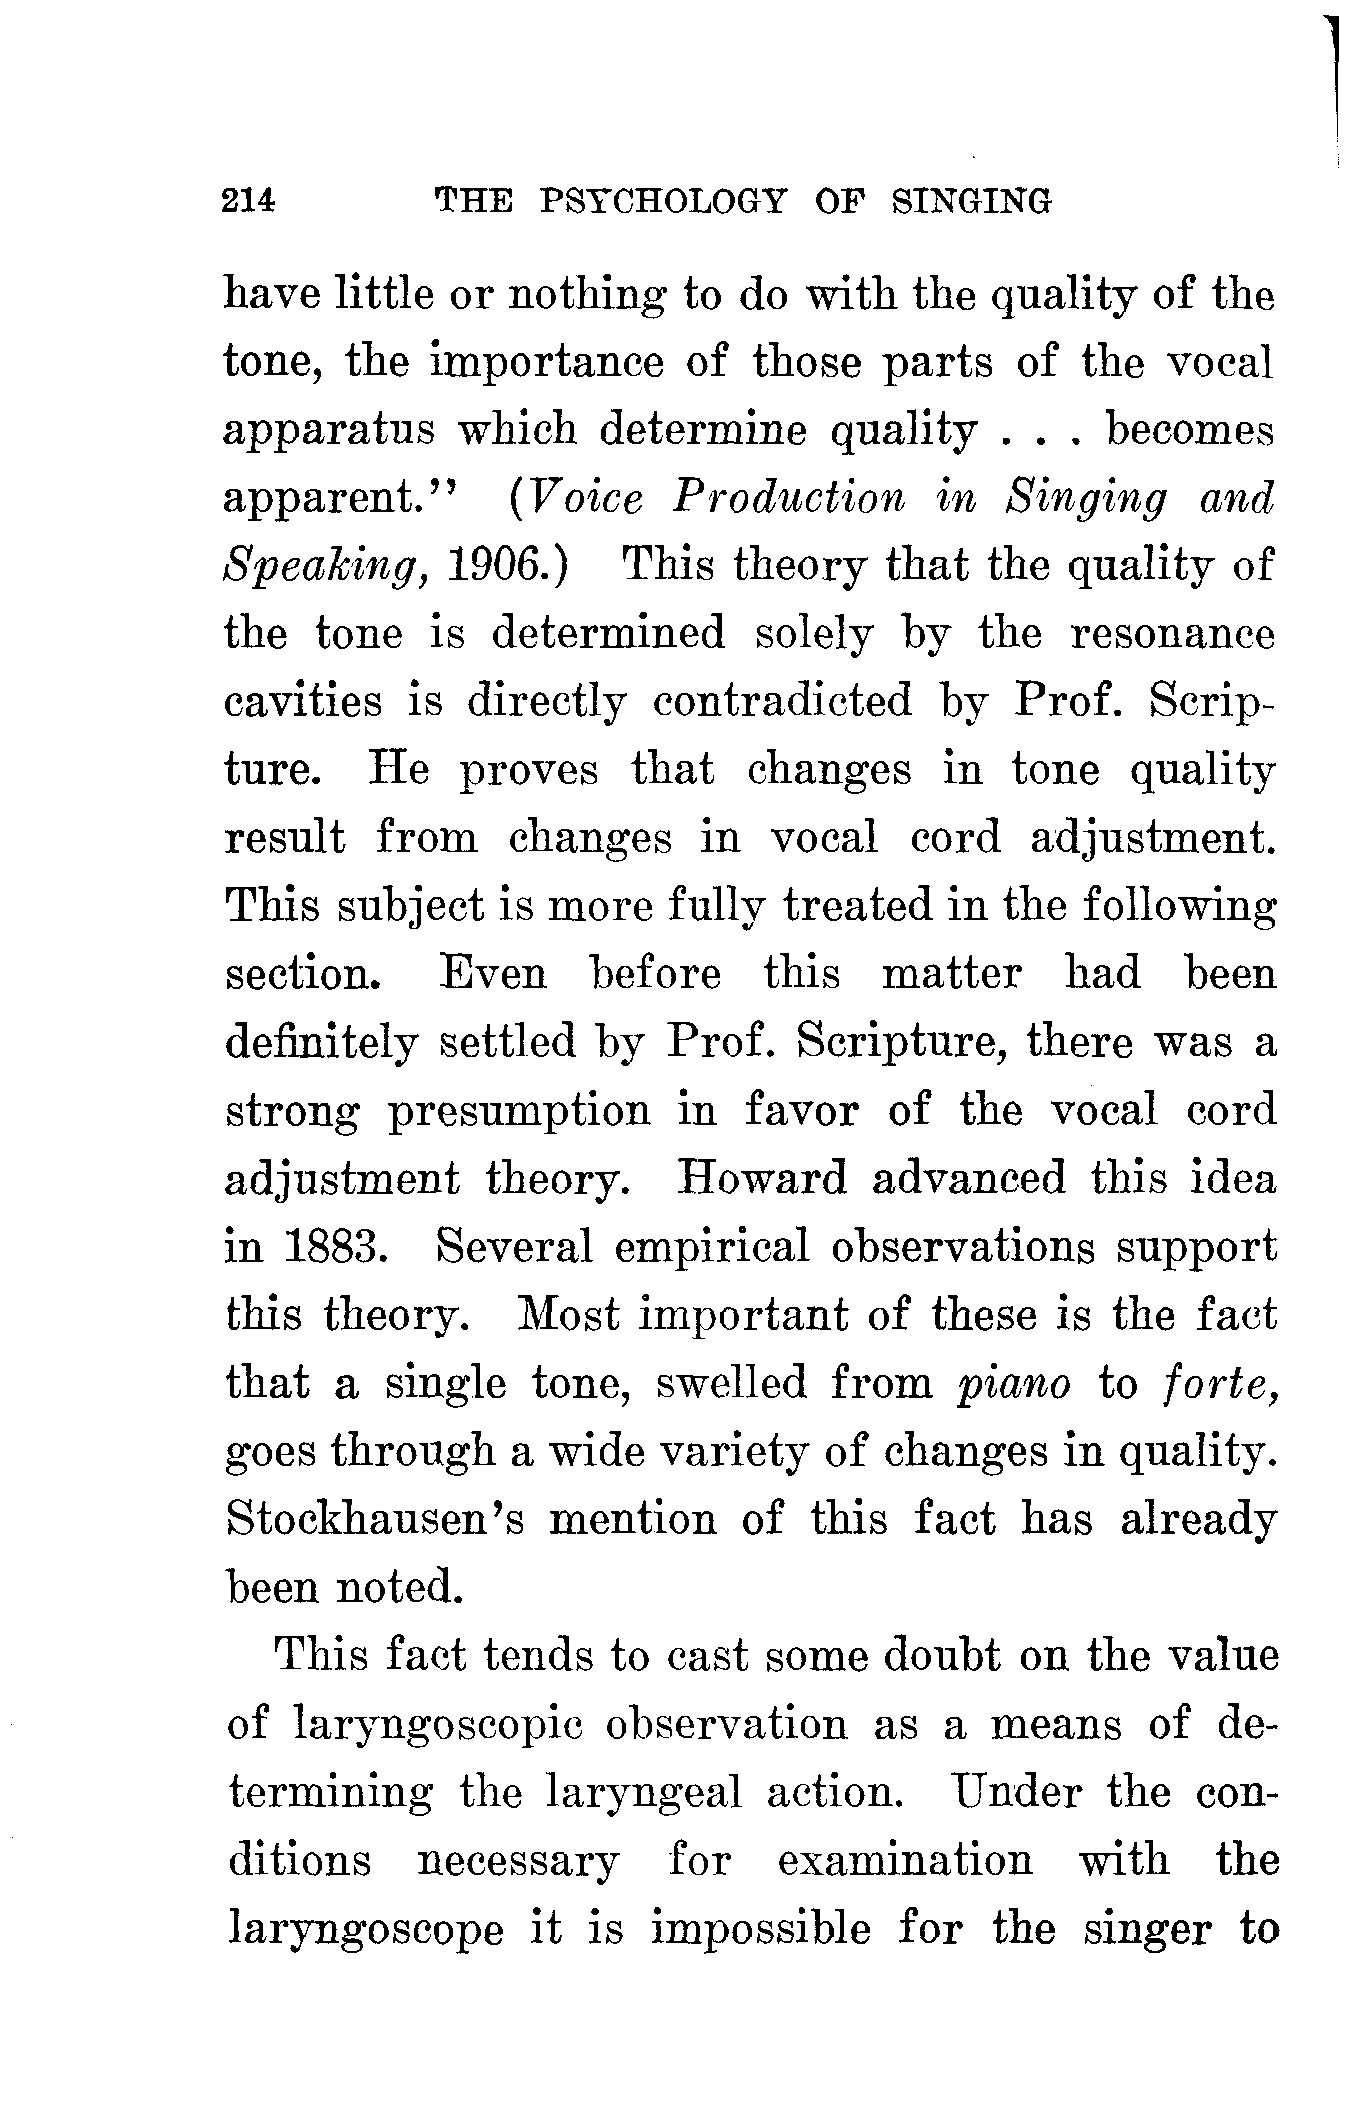 214 THE PSYCHOLOGY OF SINGING
have little or nothing to do with the quality of the
tone, the importance of those parts of the vocal
apparatus which determine quality . . . becomes
apparent.” (Voice Production in Singing and
Speaking, 1906.) This theory that the quality of
the tone is determined solely by the resonance
cavities is directly contradicted by Prof. Scrip-
ture. He proves that changes in tone quality
result from changes in vocal cord adjustment.
This subject is more fully treated in the following
section. Even before this matter had been
definitely settled by Prof. Scripture, there was a
strong presumption in favor of the vocal cord
adjustment theory. Howard advanced this idea
in 1883. Several empirical observations support
this theory. Most important of these is the fact
that a single tone, swelled from piano to forte,
goes through a wide variety of changes in quality.
Stockhausen’s mention of this fact has already
been noted.
This fact tends to cast some doubt on the value
of laryngoscopic observation as a means of de-
termining the laryngeal action. Under the con-
ditions necessary for examination with the
laryngoscope it is impossible for the singer to